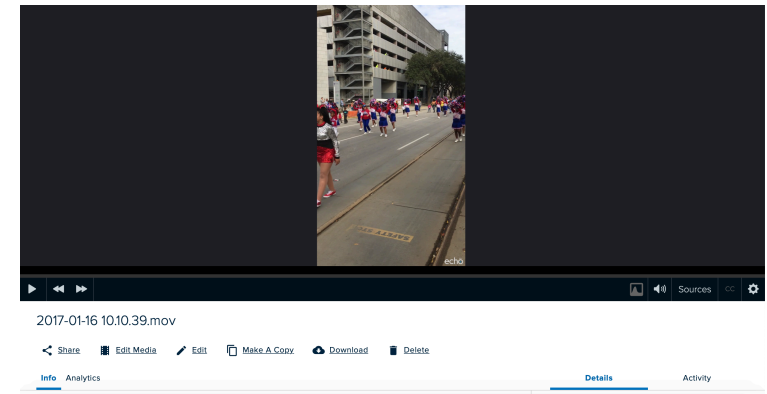 SAFETY
echo
Sources CC
2017-01-16 10.10.39.mov
Share Edit Media Edit Make A Copy Download Delete
Info Analytics Details Activity